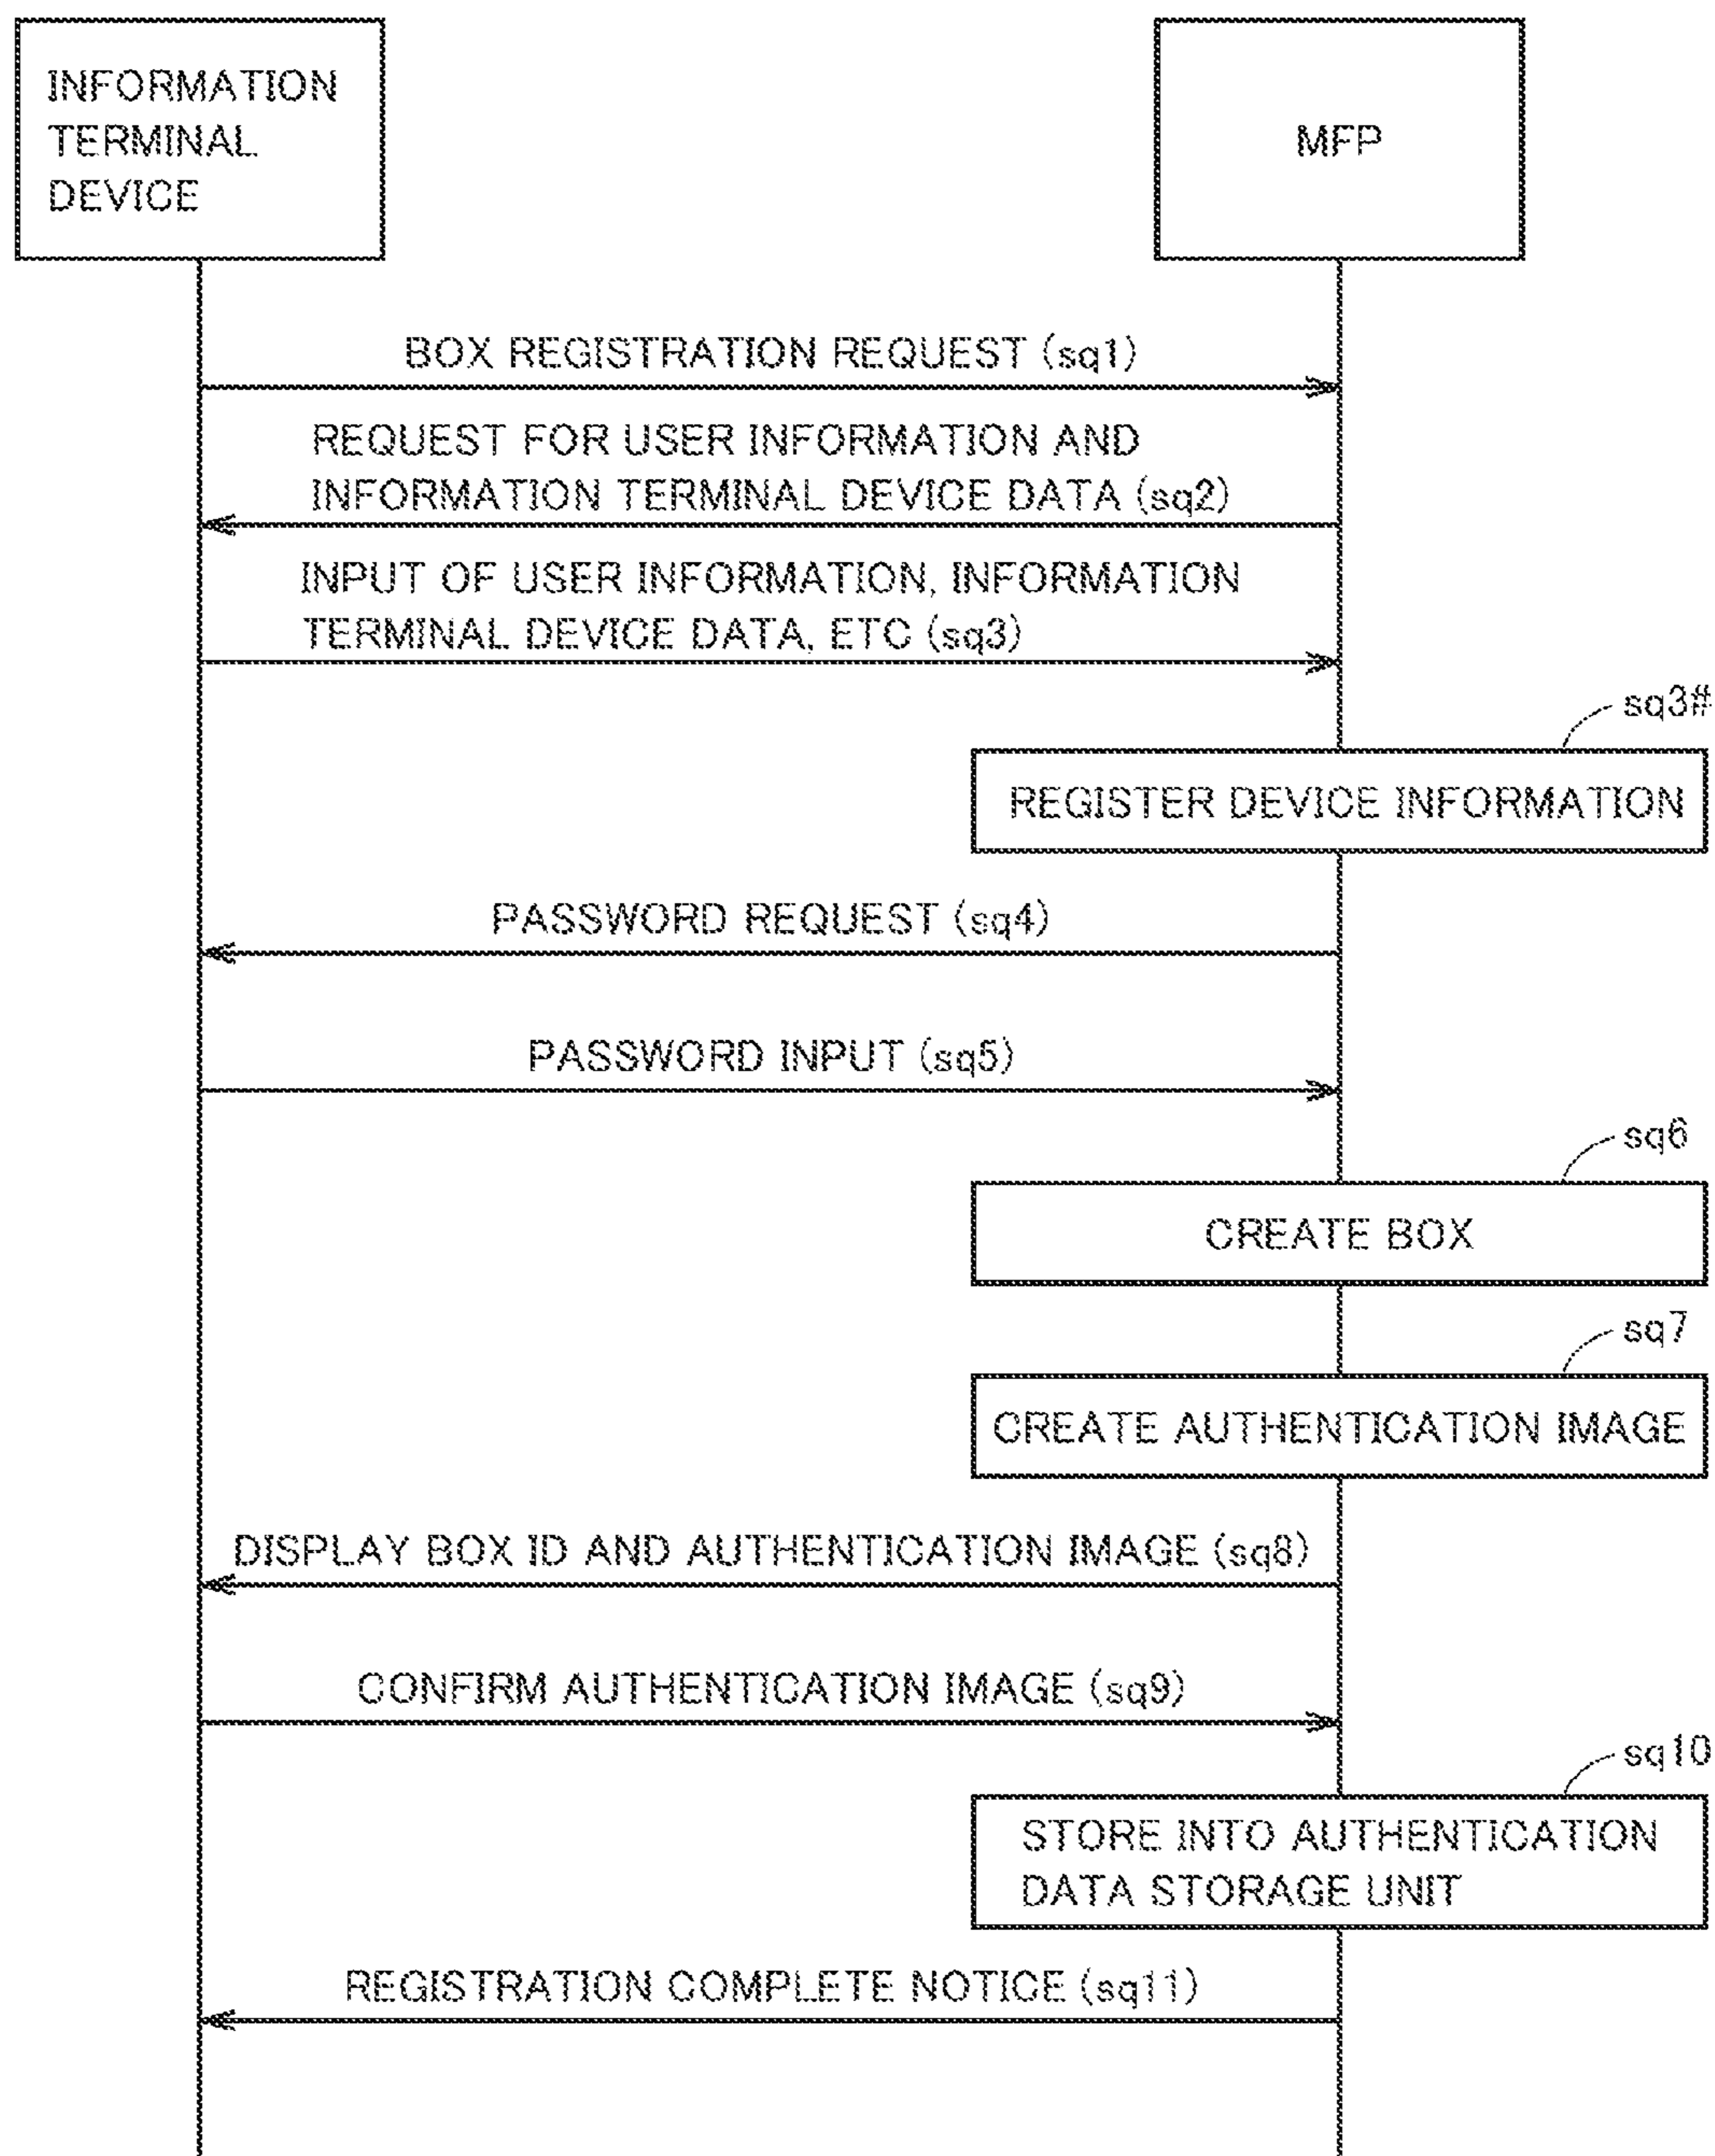 INFORMATION
TERMINAL
DEVICE
MFP
BOX REGISTRATION REQUEST (sq1)
REQUEST FOR USER INFORMATION AND
INFORMATION TERMINAL DEVICE DATA (sq2)
INPUT OF USER INFORMATION, INFORMATION
TERMINAL DEVICE DATA, ETC (sq3)
sq3#
REGISTER DEVICE INFORMATION
PASSWORD REQUEST (sq4)
PASSWORD INPUT (sq5)
sq6
CREATE BOX
sq7
CREATE AUTHENTICATION IMAGE
DISPLAY BOX ID AND AUTHENTICATION IMAGE (sq8)
CONFIRM AUTHENTICATION IMAGE (sq9)
sq10
STORE INTO AUTHENTICATION
DATA STORAGE UNIT
REGISTRATION COMPLETE NOTICE (sq11)